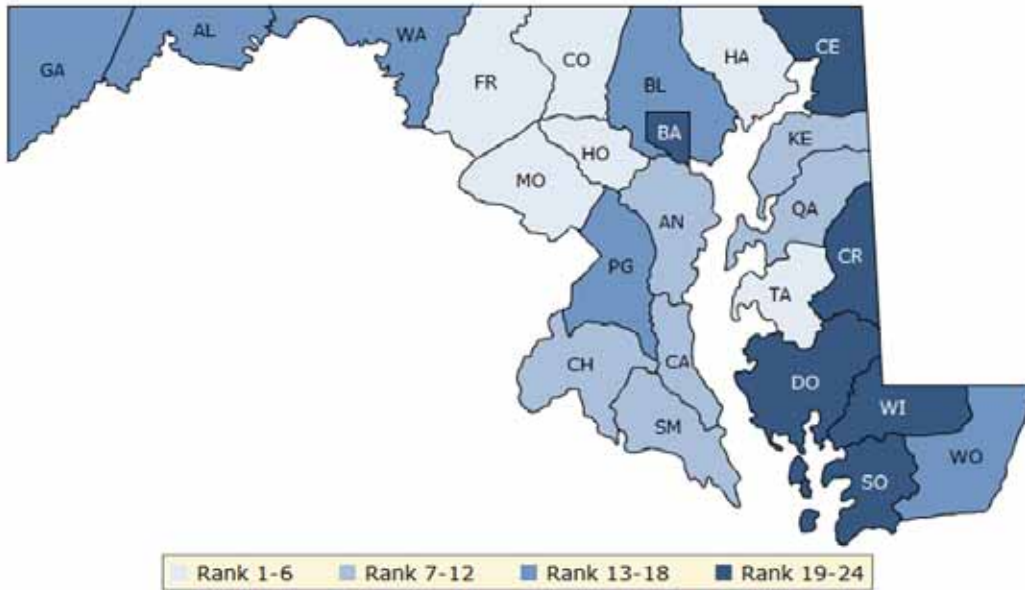 GA
AL
WA
FR
CO
BL
HA
CE
BA
HO
KE
MO
AN
QA
PG
CR
TA
CH
CA
DO
SM
WI
WO
SO
Rank 1-6 Rank 7-12 Rank 13-18 Rank 19-24